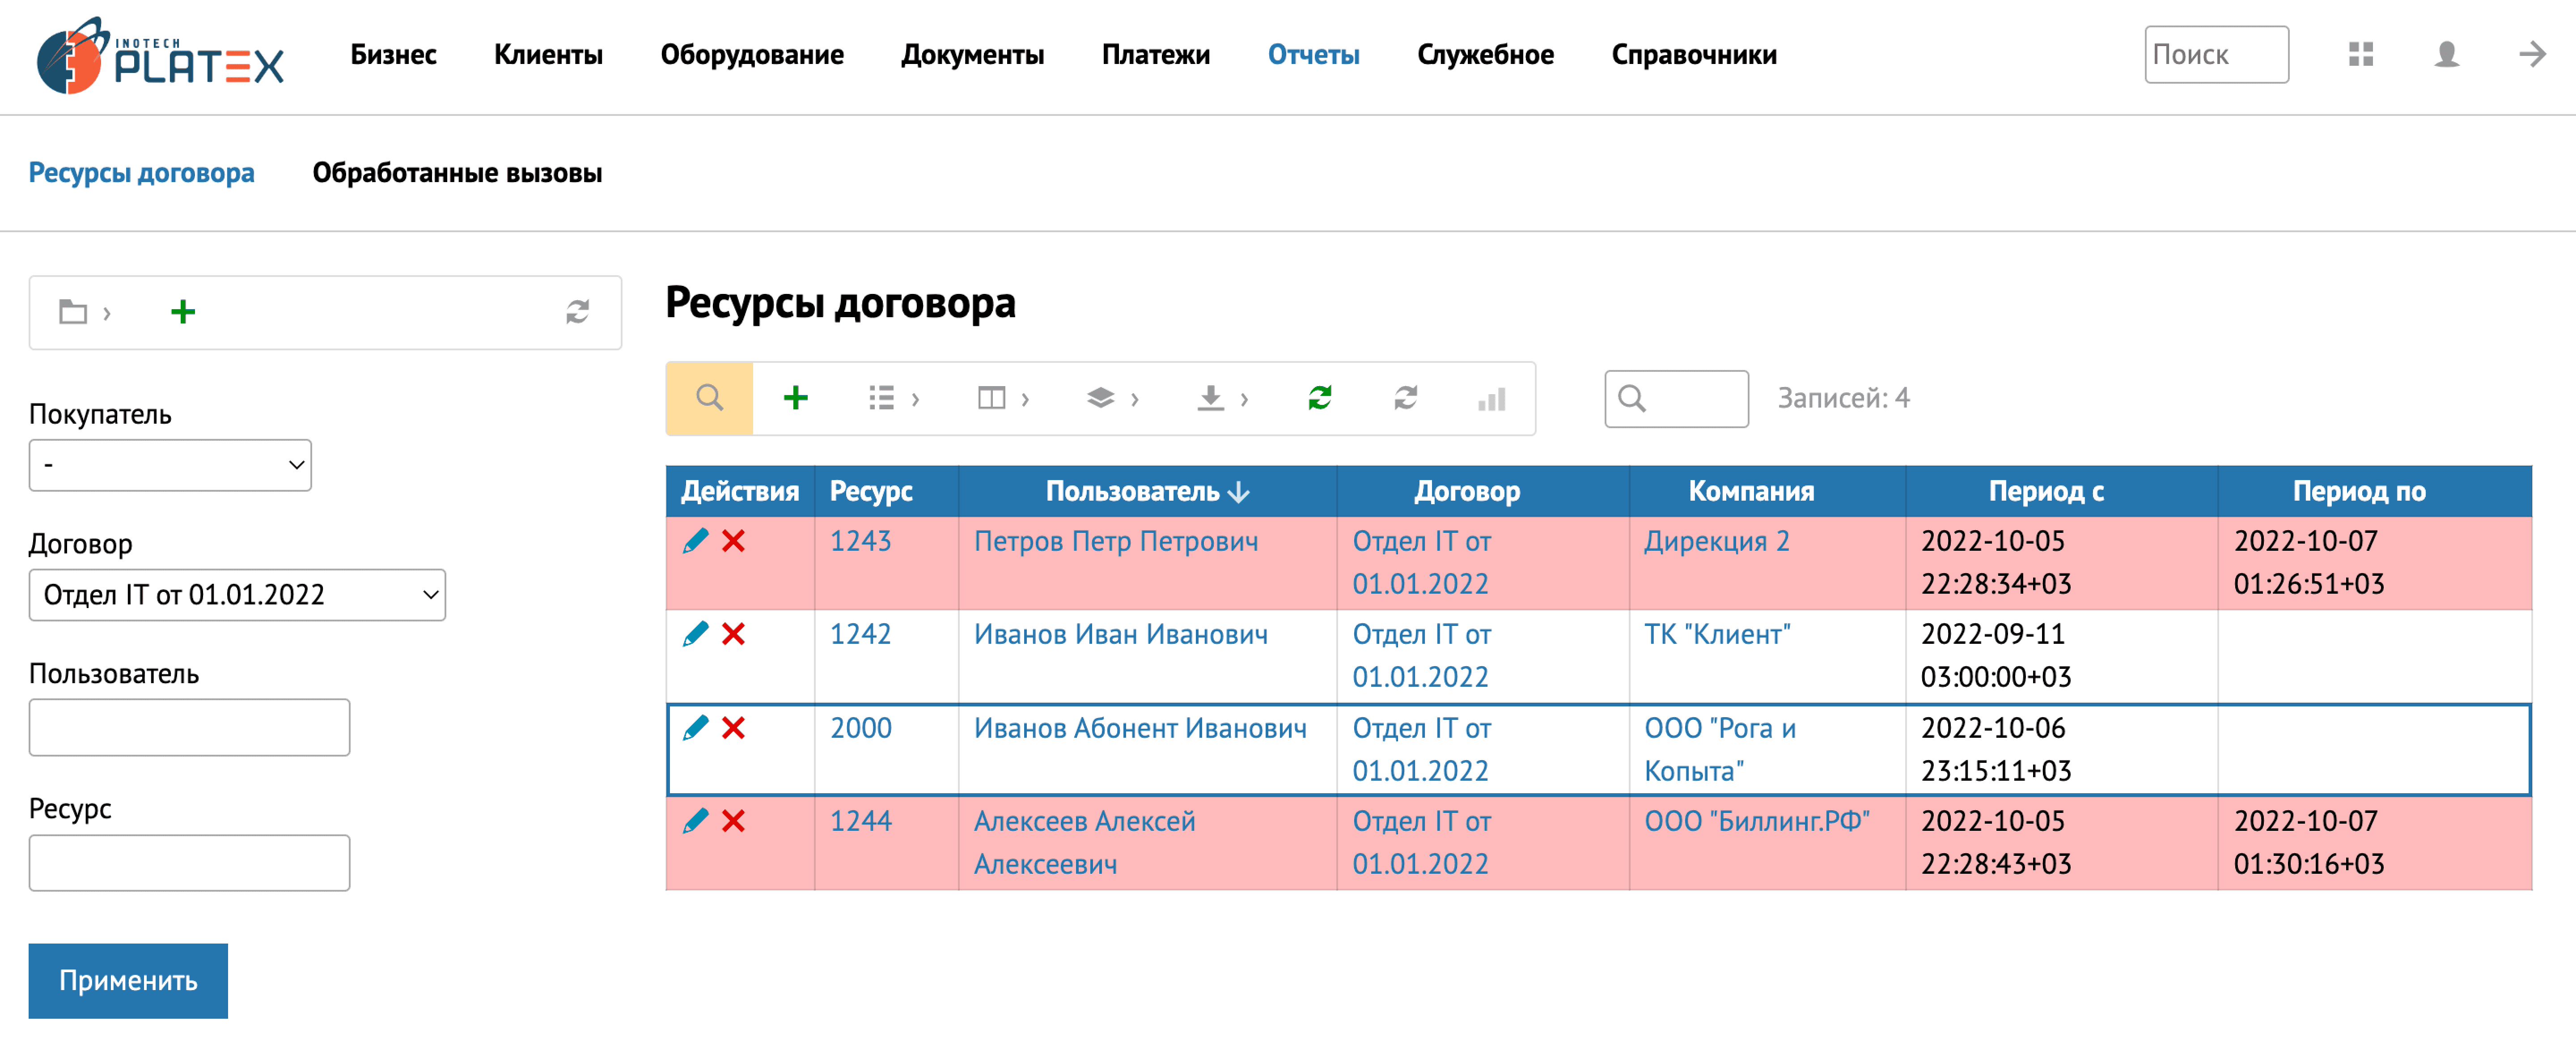 INOTECH
PLATEX
Бизнес Клиенты Оборудование Документы Платежи Отчеты Служебное Справочники Поиск
Ресурсы договора Обработанные вызовы
Ресурсы договора
Записей: 4
Покупатель
-
Договор
Отдел IT от 01.01.2022
Пользователь
Ресурс
Применить
Действия Ресурс Пользователь Договор Компания Период с Период по
1243 Петров Петр Петрович Отдел IT от Дирекция 2 2022-10-05 2022-10-07
01.01.2022 22:28:34+03 01:26:51+03
1242 Иванов Иван Иванович Отдел IT от ТК "Клиент" 2022-09-11
01.01.2022 03:00:00+03
2000 Иванов Абонент Иванович Отдел IT от ООО "Рога и 2022-10-06
01.01.2022 Копыта" 23:15:11+03
1244 Алексеев Алексей Отдел IT от ООО "Биллинг.РФ" 2022-10-05 2022-10-07
Алексеевич 01.01.2022 22:28:43+03 01:30:16+03